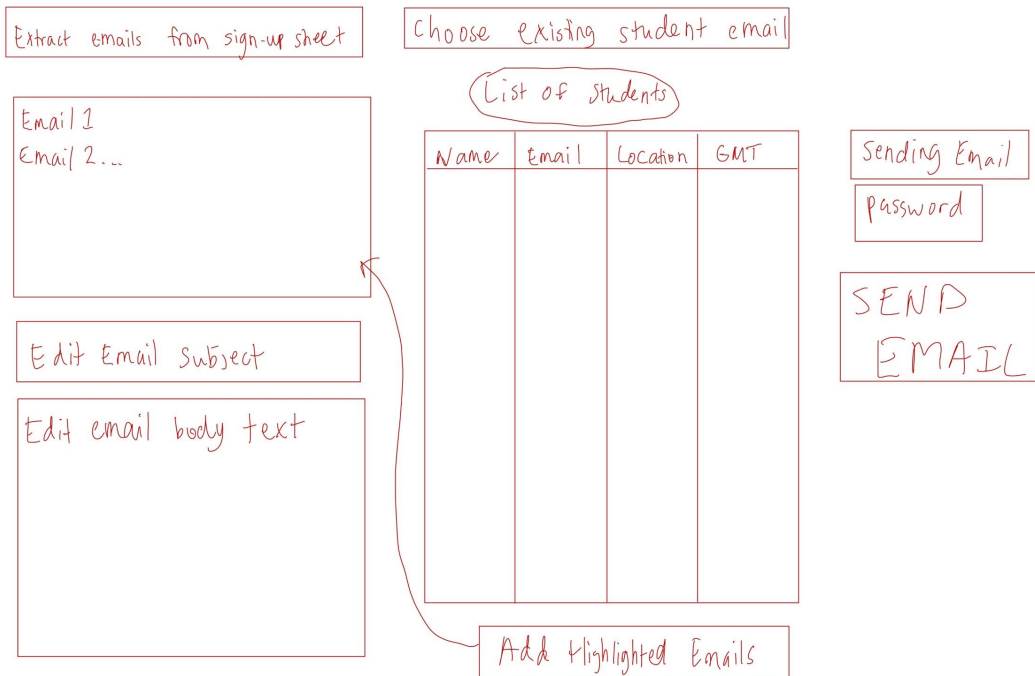 Extract emails from sign-up sheet
Email 1
Email 2...
Edit Email Subject
Edit email body text
Choose existing student email
List of students
Name Email Location GMT
Add Highlighted Emails
Sending Email
password
SEND
EMAIL